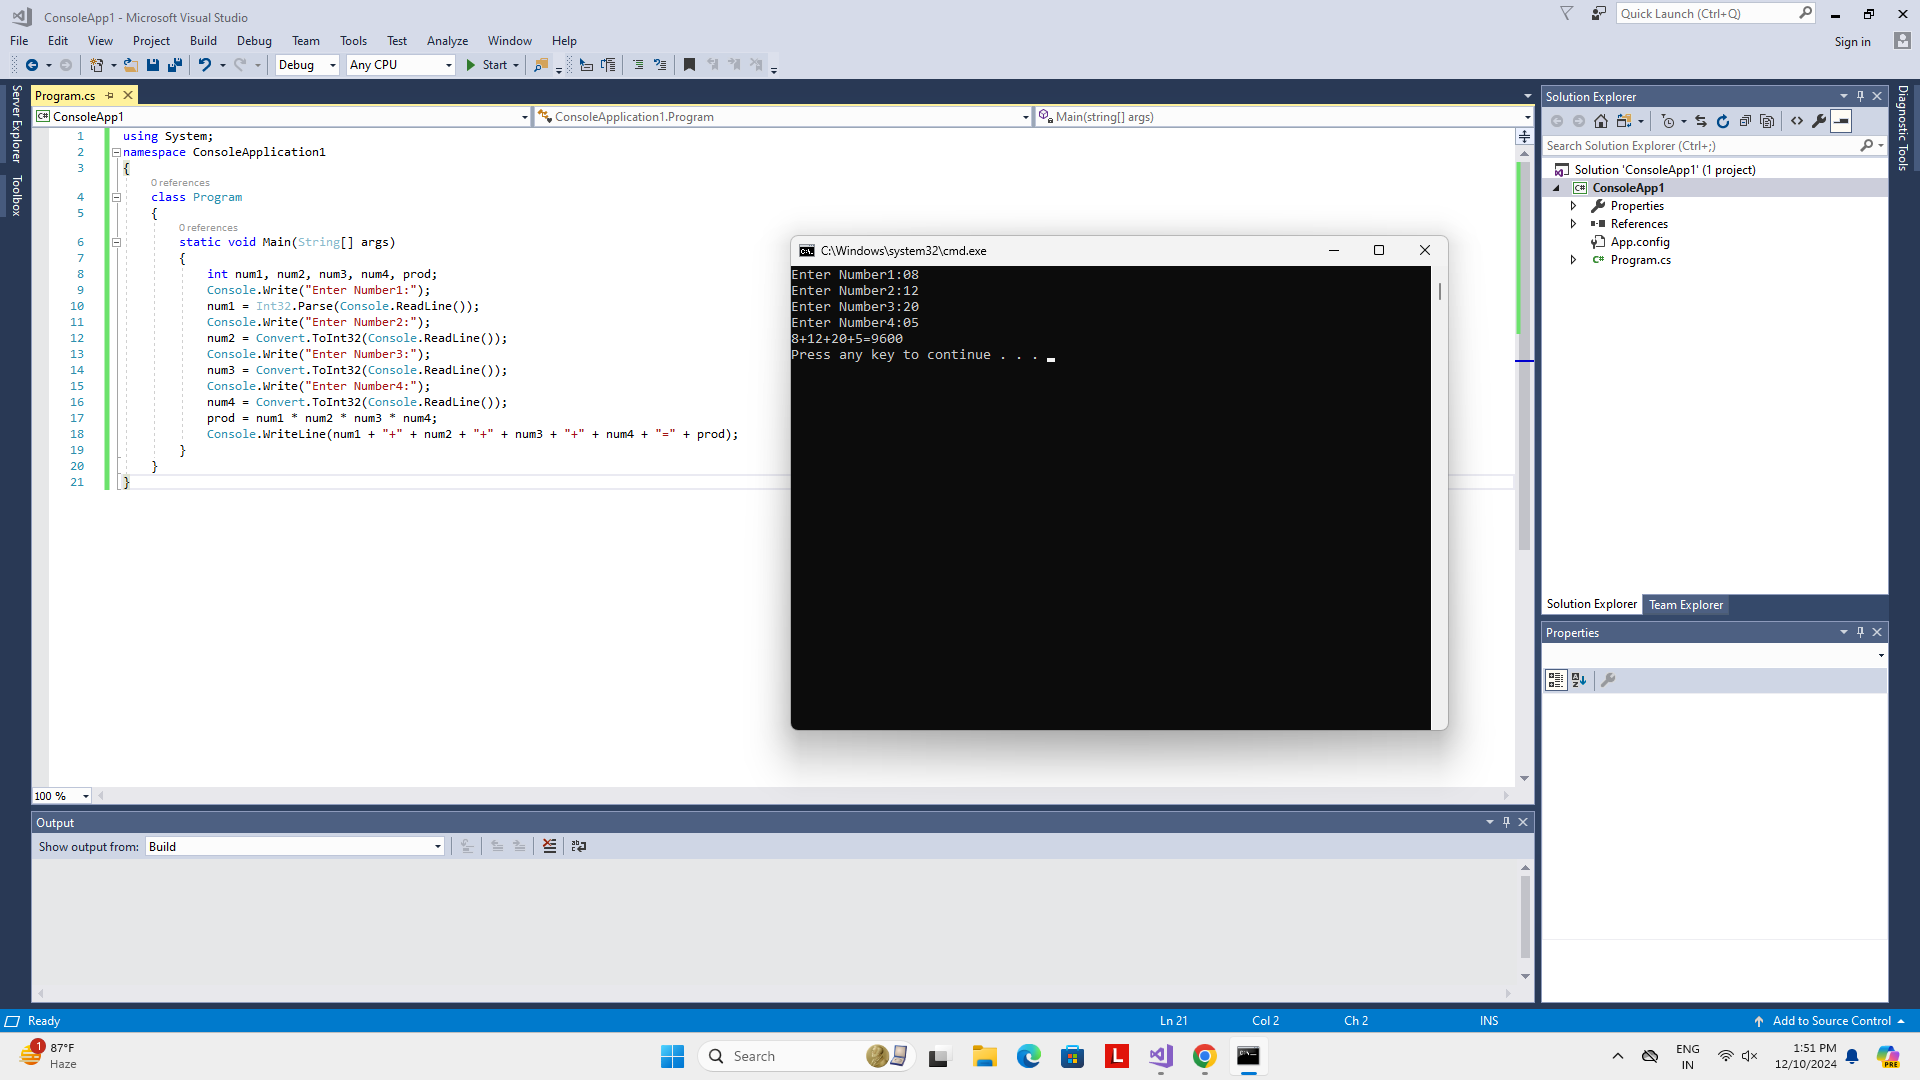 ConsoleApp1 - Microsoft Visual Studio
Quick Launch (Ctrl+Q)
File Edit View Project Build Debug Team Tools Test Analyze Window Help
Sign in
Debug Any CPU Start
Server Explorer
Toolbox
Program.cs
ConsoleApp1 ConsoleApplication1.Program Main(string[] args)
1 using System;
2 namespace ConsoleApplication1
3 {
0 references
4 class Program
5 {
0 references
6 static void Main(String[] args)
7 {
8 int num1, num2, num3, num4, prod;
9 Console.Write("Enter Number1:");
10 num1 = Int32.Parse(Console.ReadLine());
11 Console.Write("Enter Number2:");
12 num2 = Convert.ToInt32(Console.ReadLine());
13 Console.Write("Enter Number3:");
14 num3 = Convert.ToInt32(Console.ReadLine());
15 Console.Write("Enter Number4:");
16 num4 = Convert.ToInt32(Console.ReadLine());
17 prod = num1 * num2 * num3 * num4;
18 Console.WriteLine(num1 + "+" + num2 + "+" + num3 + "+" + num4 + "=" + prod);
19 }
20 }
21 }
100 %
C:\Windows\system32\cmd.exe
Enter Number1:08
Enter Number2:12
Enter Number3:20
Enter Number4:05
8+12+20+5=9600
Press any key to continue . . .
Solution Explorer
Search Solution Explorer (Ctrl+;)
Solution 'ConsoleApp1' (1 project)
C# ConsoleApp1
Properties
References
App.config
C# Program.cs
Solution Explorer Team Explorer
Properties
Diagnostic Tools
Output
Show output from: Build
Ready Ln 21 Col 2 Ch 2 INS Add to Source Control
1
87°F
Haze
Search
L
ENG
IN
1:51 PM
12/10/2024
PRE